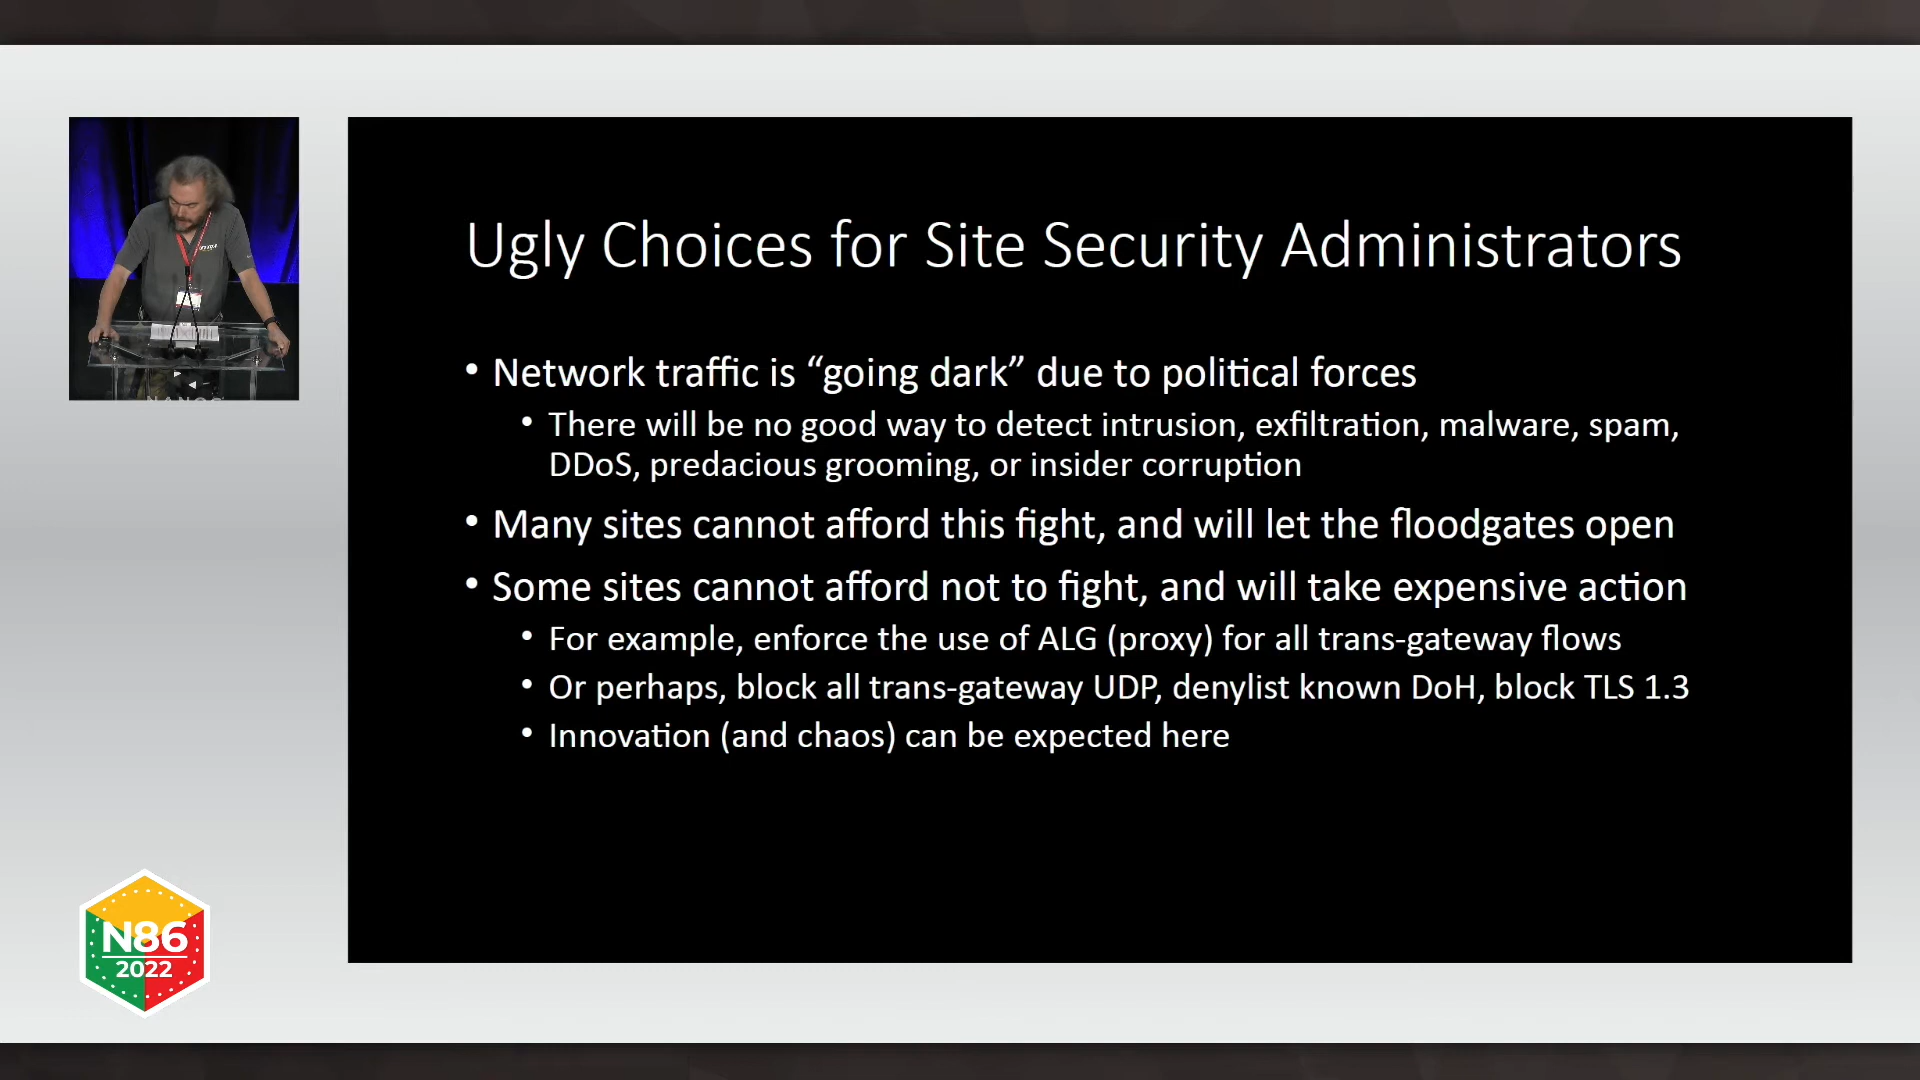 Ugly Choices for Site Security Administrators
• Network traffic is “going dark” due to political forces
• There will be no good way to detect intrusion, exfiltration, malware, spam,
DDoS, predacious grooming, or insider corruption
• Many sites cannot afford this fight, and will let the floodgates open
• Some sites cannot afford not to fight, and will take expensive action
• For example, enforce the use of ALG (proxy) for all trans-gateway flows
• Or perhaps, block all trans-gateway UDP, denylist known DoH, block TLS 1.3
• Innovation (and chaos) can be expected here
NANOG
N86
2022